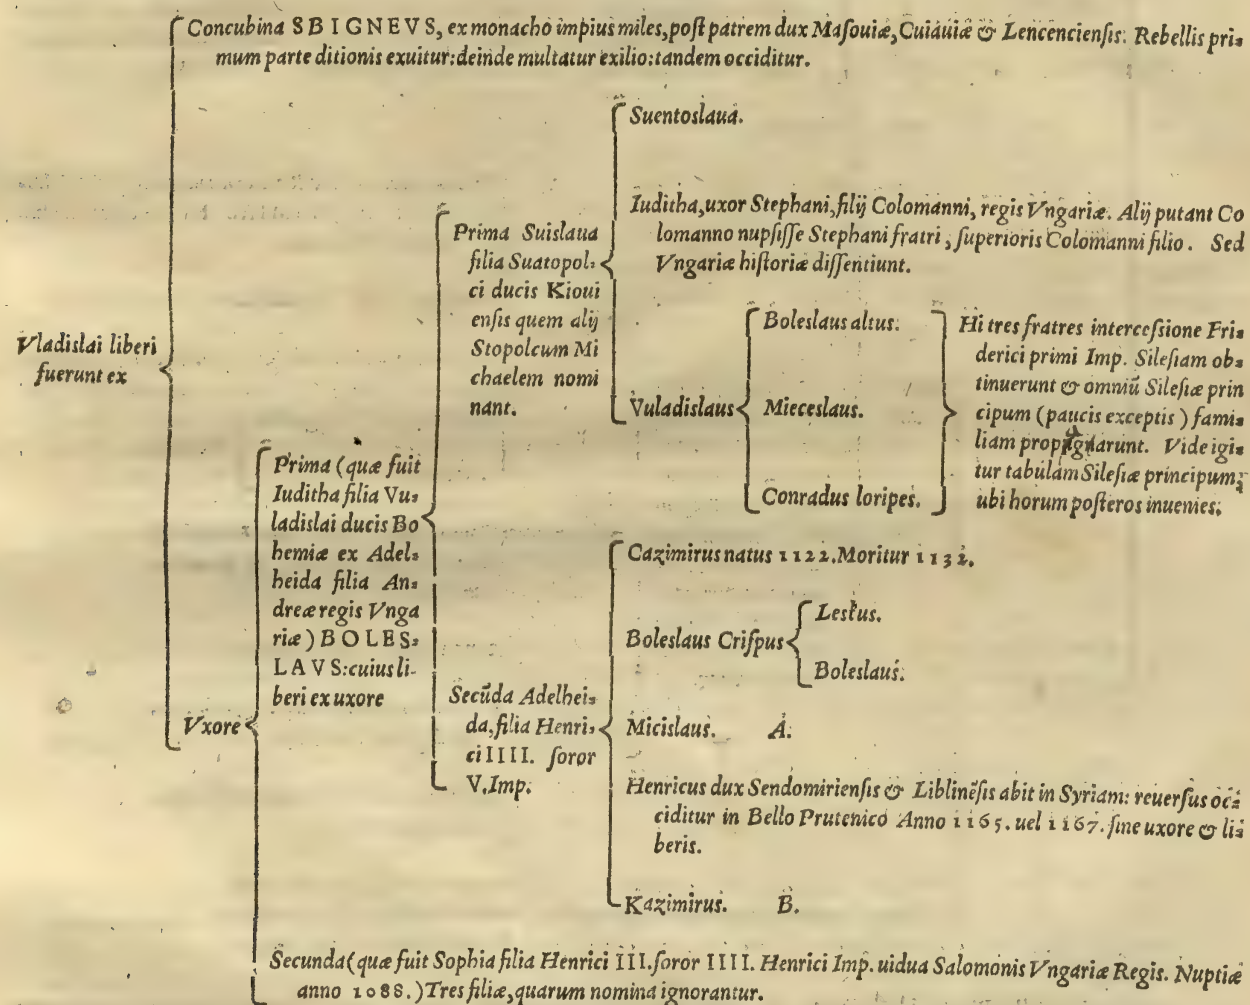 Concubina SBIGNEVS, ex monacho impius miles, poſt patrem dux Maſouiæ, Cuiauiæ & Lencencienſis. Rebellis pri⸗
mum parte ditionis exuitur: deinde multatur exilio: tandem occiditur.
Vladislai liberi
fuerunt ex
Vxore
Prima (quæ fuit
Iuditha filia Vu⸗
ladislai ducis Bo
hemiæ ex Adel⸗
heida filia An⸗
dreæ regis Vnga
riæ) BOLES⸗
LAVS: cuius li-
beri ex uxore
Prima Suislaua
filia Suatopol⸗
ci ducis Kioui
enſis quem alij
Stopolcum Mi
chaelem nomi
nant.
Suentoslaua.
Iuditha, uxor Stephani, filij Colomanni, regis Vngariæ. Alij putant Co
lomanno nupſiſſe Stephani fratri, ſuperioris Colomanni filio. Sed
Vngariæ hiſtoriæ diſſentiunt.
Vuladislaus
Boleslaus altus.
Mieceslaus.
Conradus loripes.
Hi tres fratres interceſsione Fri⸗
derici primi Imp. Sileſiam ob⸗
tinuerunt & omniũ Sileſiæ prin
cipum (paucis exceptis) fami⸗
liam propagarunt. Vide igi⸗
tur tabulam Sileſiæ principum,
ubi horum poſteros inuenies.
Secũda Adelhei⸗
da, filia Henri⸗
ci IIII. ſoror
V. Imp.
Cazimirus natus 1122. Moritur 1132.
Boleslaus Criſpus
Leſtus.
Boleslaus.
Micislaus. A.
Henricus dux Sendomirienſis & Liblinẽſis abit in Syriam: reuerſus oc⸗
ciditur in Bello Prutenico Anno 1165. uel 1167. ſine uxore & li⸗
beris.
Kazimirus. B.
Secunda (quæ fuit Sophia filia Henrici III. ſoror IIII. Henrici Imp. uidua Salomonis Vngariæ Regis. Nuptiæ
anno 1088.) Tres filiæ, quarum nomina ignorantur.